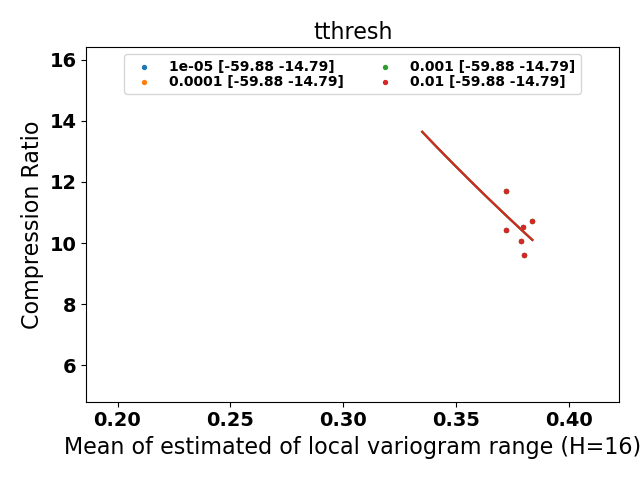 tthresh
16
1e-05 [-59.88 -14.79]
0.001 [-59.88 -14.79]
0.0001 [-59.88 -14.79]
0.01 [-59.88 -14.79]
14
12
10
8
6
Compression Ratio
0.20 0.25 0.30 0.35 0.40
Mean of estimated of local variogram range (H=16)